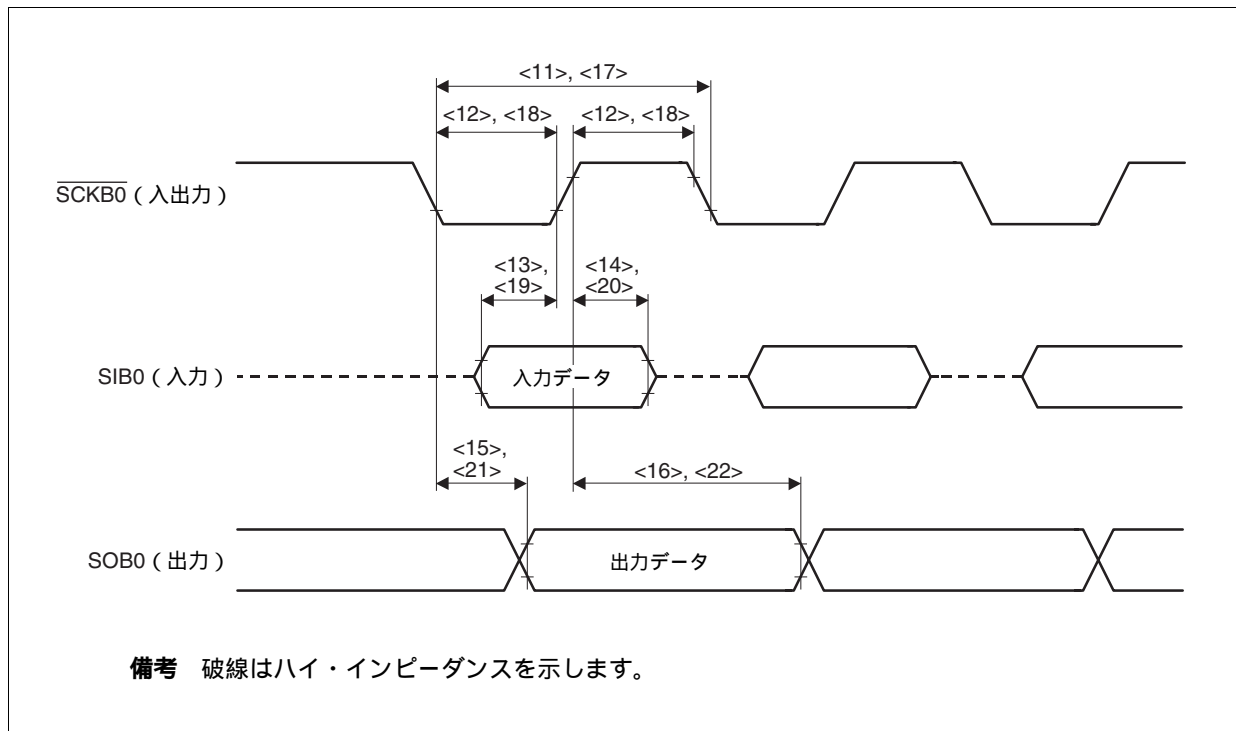 <11>, <17>
<12>, <18> <12>, <18>
SCKB0（入出力）
<13>, <14>,
<19> <20>
SIB0（入力） 入力データ
<15>,
<21> <16>, <22>
SOB0（出力） 出力データ
備考 破線はハイ・インピーダンスを示します。